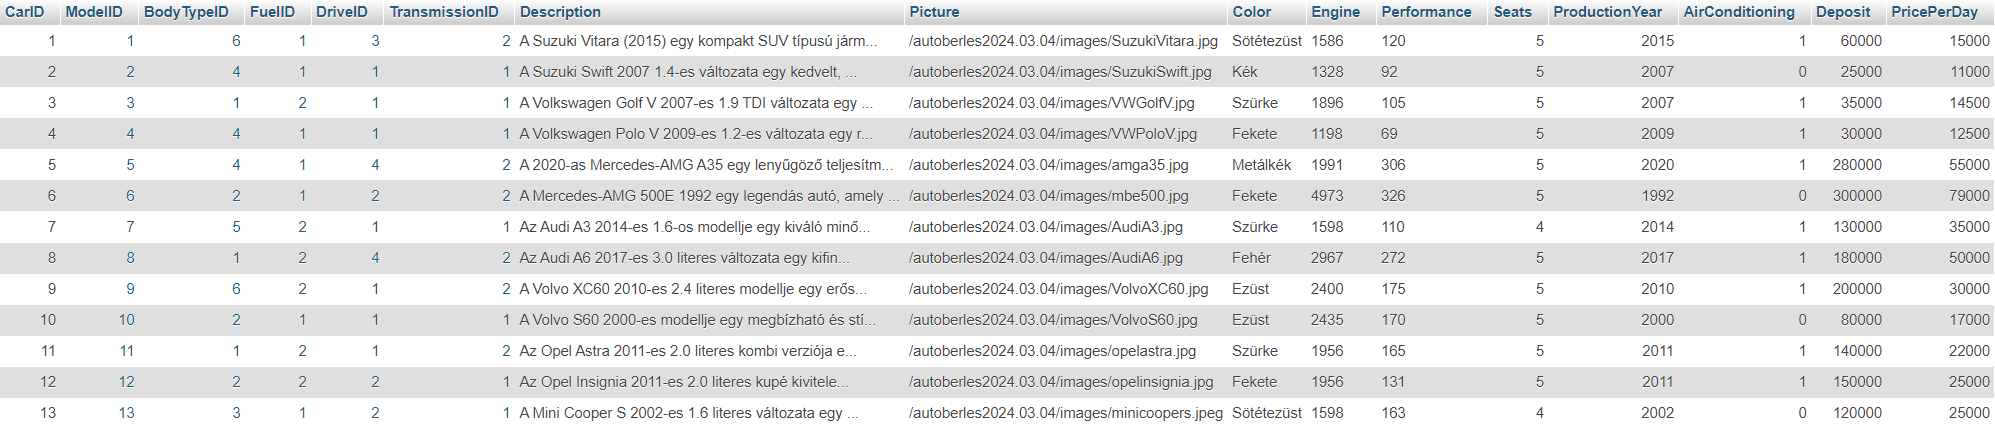 CarID ModelID BodyTypeID FuelID DriveID TransmissionID Description Picture Color Engine Performance Seats ProductionYear AirConditioning Deposit PricePerDay
1 1 6 1 3 2 A Suzuki Vitara (2015) egy kompakt SUV típusú járm... /autoberles2024.03.04/images/SuzukiVitara.jpg Sötétezüst 1586 120 5 2015 1 60000 15000
2 2 4 1 1 1 A Suzuki Swift 2007 1.4-es változata egy kedvelt, ... /autoberles2024.03.04/images/SuzukiSwift.jpg Kék 1328 92 5 2007 0 25000 11000
3 3 1 2 1 1 A Volkswagen Golf V 2007-es 1.9 TDI változata egy ... /autoberles2024.03.04/images/VWGolfV.jpg Szürke 1896 105 5 2007 1 35000 14500
4 4 4 1 1 1 A Volkswagen Polo V 2009-es 1.2-es változata egy r... /autoberles2024.03.04/images/VWPoloV.jpg Fekete 1198 69 5 2009 1 30000 12500
5 5 4 1 4 2 A 2020-as Mercedes-AMG A35 egy lenyűgöző teljesítm... /autoberles2024.03.04/images/amga35.jpg Metálkék 1991 306 5 2020 1 280000 55000
6 6 2 1 2 2 A Mercedes-AMG 500E 1992 egy legendás autó, amely ... /autoberles2024.03.04/images/mbe500.jpg Fekete 4973 326 5 1992 0 300000 79000
7 7 5 2 1 1 Az Audi A3 2014-es 1.6-os modellje egy kiváló minő... /autoberles2024.03.04/images/AudiA3.jpg Szürke 1598 110 4 2014 1 130000 35000
8 8 1 2 4 2 Az Audi A6 2017-es 3.0 literes változata egy kifin... /autoberles2024.03.04/images/AudiA6.jpg Fehér 2967 272 5 2017 1 180000 50000
9 9 6 2 1 2 A Volvo XC60 2010-es 2.4 literes modellje egy erős... /autoberles2024.03.04/images/VolvoXC60.jpg Ezüst 2400 175 5 2010 1 200000 30000
10 10 2 1 1 1 A Volvo S60 2000-es modellje egy megbízható és stí... /autoberles2024.03.04/images/VolvoS60.jpg Ezüst 2435 170 5 2000 0 80000 17000
11 11 1 2 1 2 Az Opel Astra 2011-es 2.0 literes kombi verziója e... /autoberles2024.03.04/images/opelastra.jpg Szürke 1956 165 5 2011 1 140000 22000
12 12 2 2 2 1 Az Opel Insignia 2011-es 2.0 literes kupé kivitele... /autoberles2024.03.04/images/opelinsignia.jpg Fekete 1956 131 5 2011 1 150000 25000
13 13 3 1 2 1 A Mini Cooper S 2002-es 1.6 literes változata egy ... /autoberles2024.03.04/images/minicoopers.jpeg Sötétezüst 1598 163 4 2002 0 120000 25000